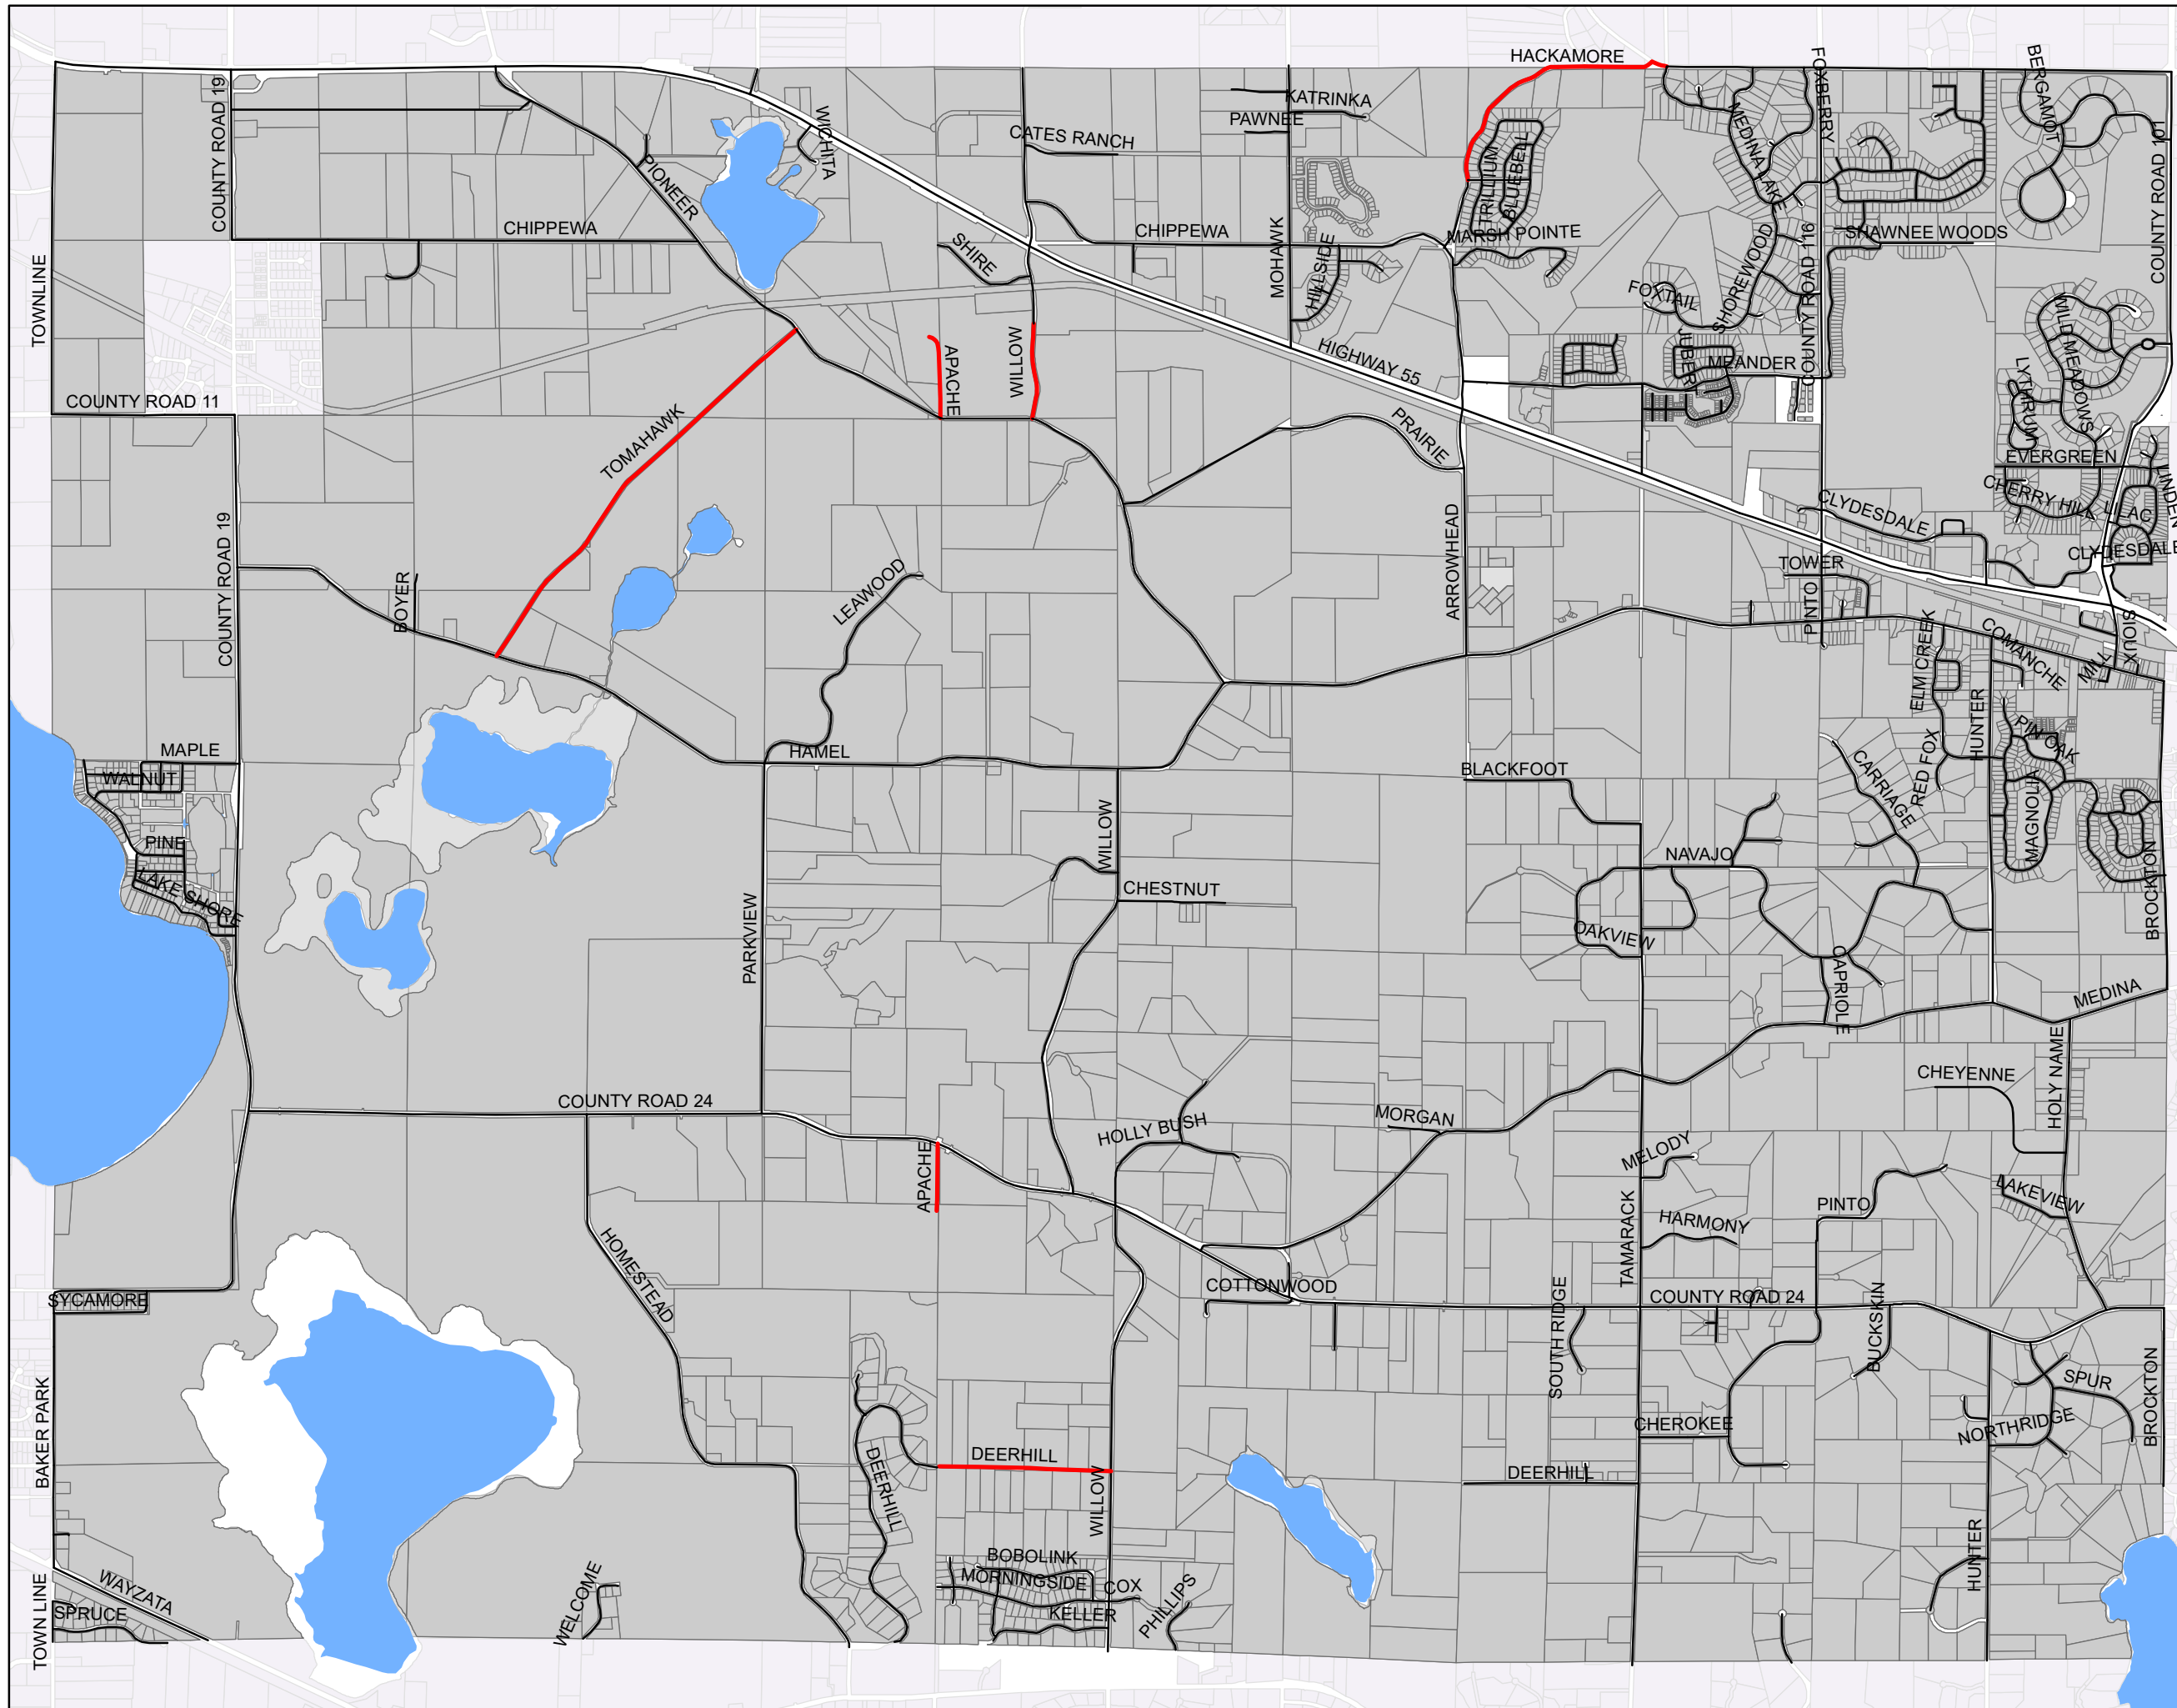 HACKAMORE
FOXBERRY
BERGAMOT
COUNTY ROAD 19
WICHITA
KATRINKA
PAWNEE
CATES RANCH
MEDINA LAKE
COUNTY ROAD 101
PIONEER
TRILLIUM
BLUEBELL
CHIPPEWA
CHIPPEWA
MARSH POINTE
SHAWNEE WOODS
TOWNLINE
SHIRE
MOHAWK
HILLSIDE
FOXTAIL
SHOREWOOD
COUNTY ROAD 116
WILD MEADOWS
APACHE
WILLOW
HIGHWAY 55
JUBERT
MEANDER
LYTHRUM
COUNTY ROAD 11
TOMAHAWK
PRAIRIE
EVERGREEN
CHERRY HILL
LILAC
LINDEN
CLYDESDALE
CLYDESDALE
COUNTY ROAD 19
BOYER
LEAWOOD
ARROWHEAD
TOWER
PINTO
ELM CREEK
COMANCHE
MILL
SIOUX
HUNTER
PIN OAK
MAPLE
WALNUT
HAMEL
BLACKFOOT
CARRIAGE
RED FOX
MAGNOLIA
PINE
LAKE SHORE
WILLOW
CHESTNUT
NAVAJO
BROCKTON
PARKVIEW
OAKVIEW
CAPRIOLE
MEDINA
HOLY NAME
CHEYENNE
COUNTY ROAD 24
HOLLY BUSH
MORGAN
MELODY
APACHE
TAMARACK
PINTO
LAKEVIEW
HARMONY
HOMESTEAD
SYCAMORE
COTTONWOOD
COUNTY ROAD 24
SOUTH RIDGE
BUCKSKIN
BAKER PARK
SPUR
BROCKTON
CHEROKEE
NORTHRIDGE
DEERHILL
DEERHILL
DEERHILL
WILLOW
HUNTER
BOBOLINK
MORNINGSIDE
COX
KELLER
PHILLIPS
WELCOME
WAYZATA
SPRUCE
TOWN LINE